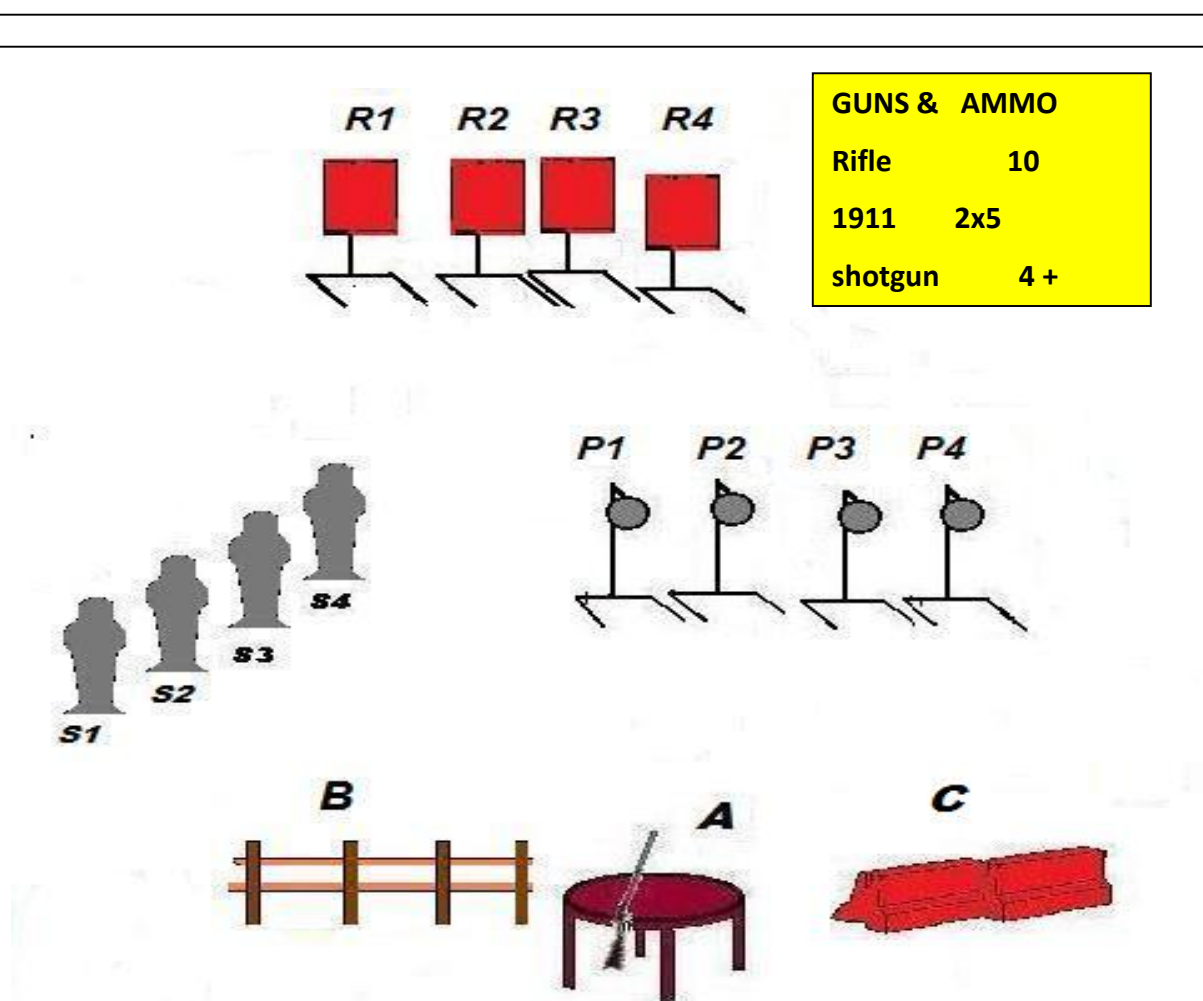 R1 R2 R3 R4
GUNS & AMMO
Rifle 10
1911 2x5
shotgun 4 +
P1 P2 P3 P4
S4
S3
S2
S1
B A C